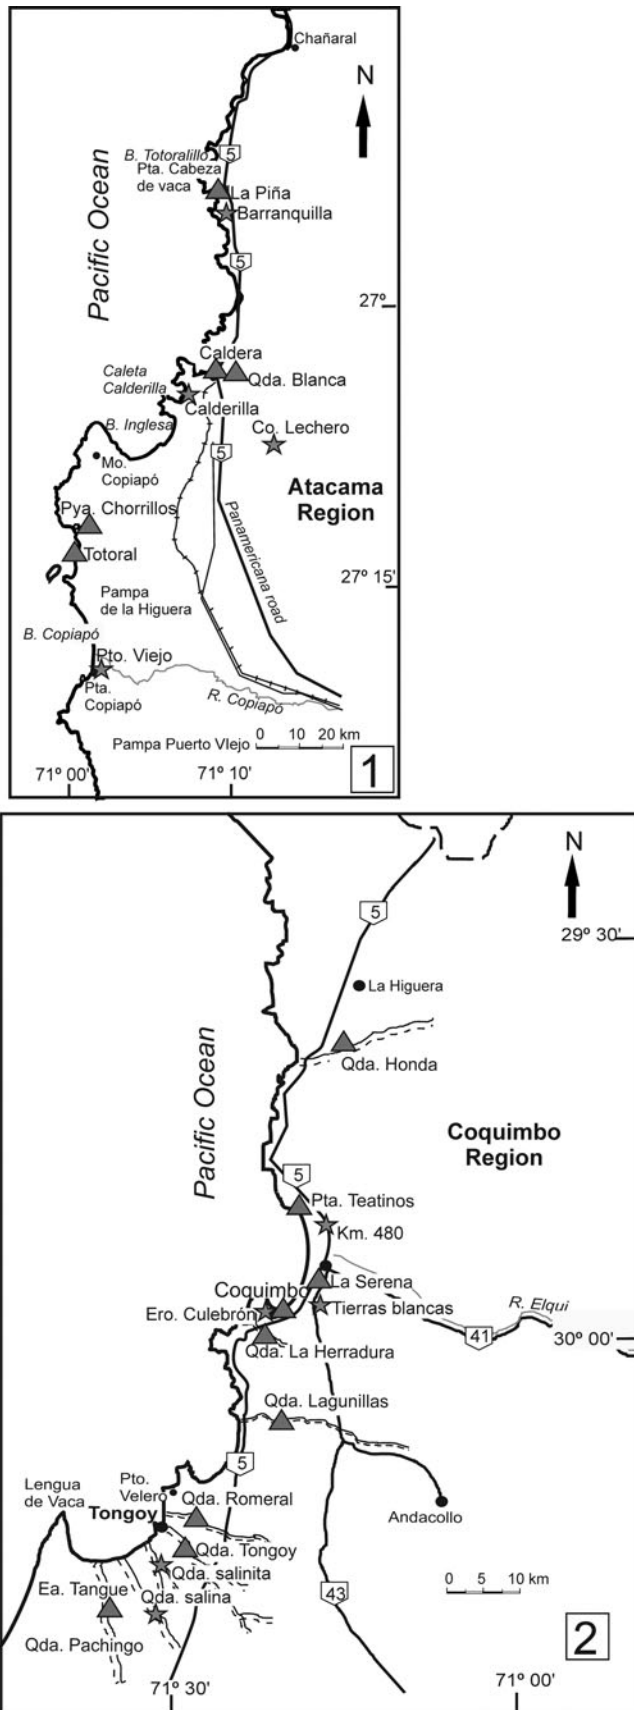 Chañaral
N
B. Totoralillo
5
Pta. Cabeza
de vaca
La Piña
Barranquilla
Pacific Ocean
5
27º
Caldera
Caleta
Calderilla
Qda. Blanca
Calderilla
B. Inglesa
Co. Lechero
5
Mo.
Copiapó
Atacama
Region
Pya. Chorrillos
Panamericana road
Totoral
27º 15'
Pampa
de la Higuera
B. Copiapó
Pto. Viejo
Pta.
Copiapó
R. Copiapó
Pampa Puerto VIejo
0 10 20 km
1
71º 00'
71º 10'
N
5
29º 30'
La Higuera
Pacific Ocean
Qda. Honda
Coquimbo
Region
5
Pta. Teatinos
Km. 480
La Serena
Coquimbo
Ero. Culebrón
Tierras blancas
R. Elqui
41
30º 00'
Qda. La Herradura
Qda. Lagunillas
5
Lengua
de Vaca
Pto.
Velero
Qda. Romeral
Tongoy
Andacollo
Qda. Tongoy
Qda. salinita
Ea. Tangue
Qda. salina
43
0 5 10 km
Qda. Pachingo
2
71º 30'
71º 00'